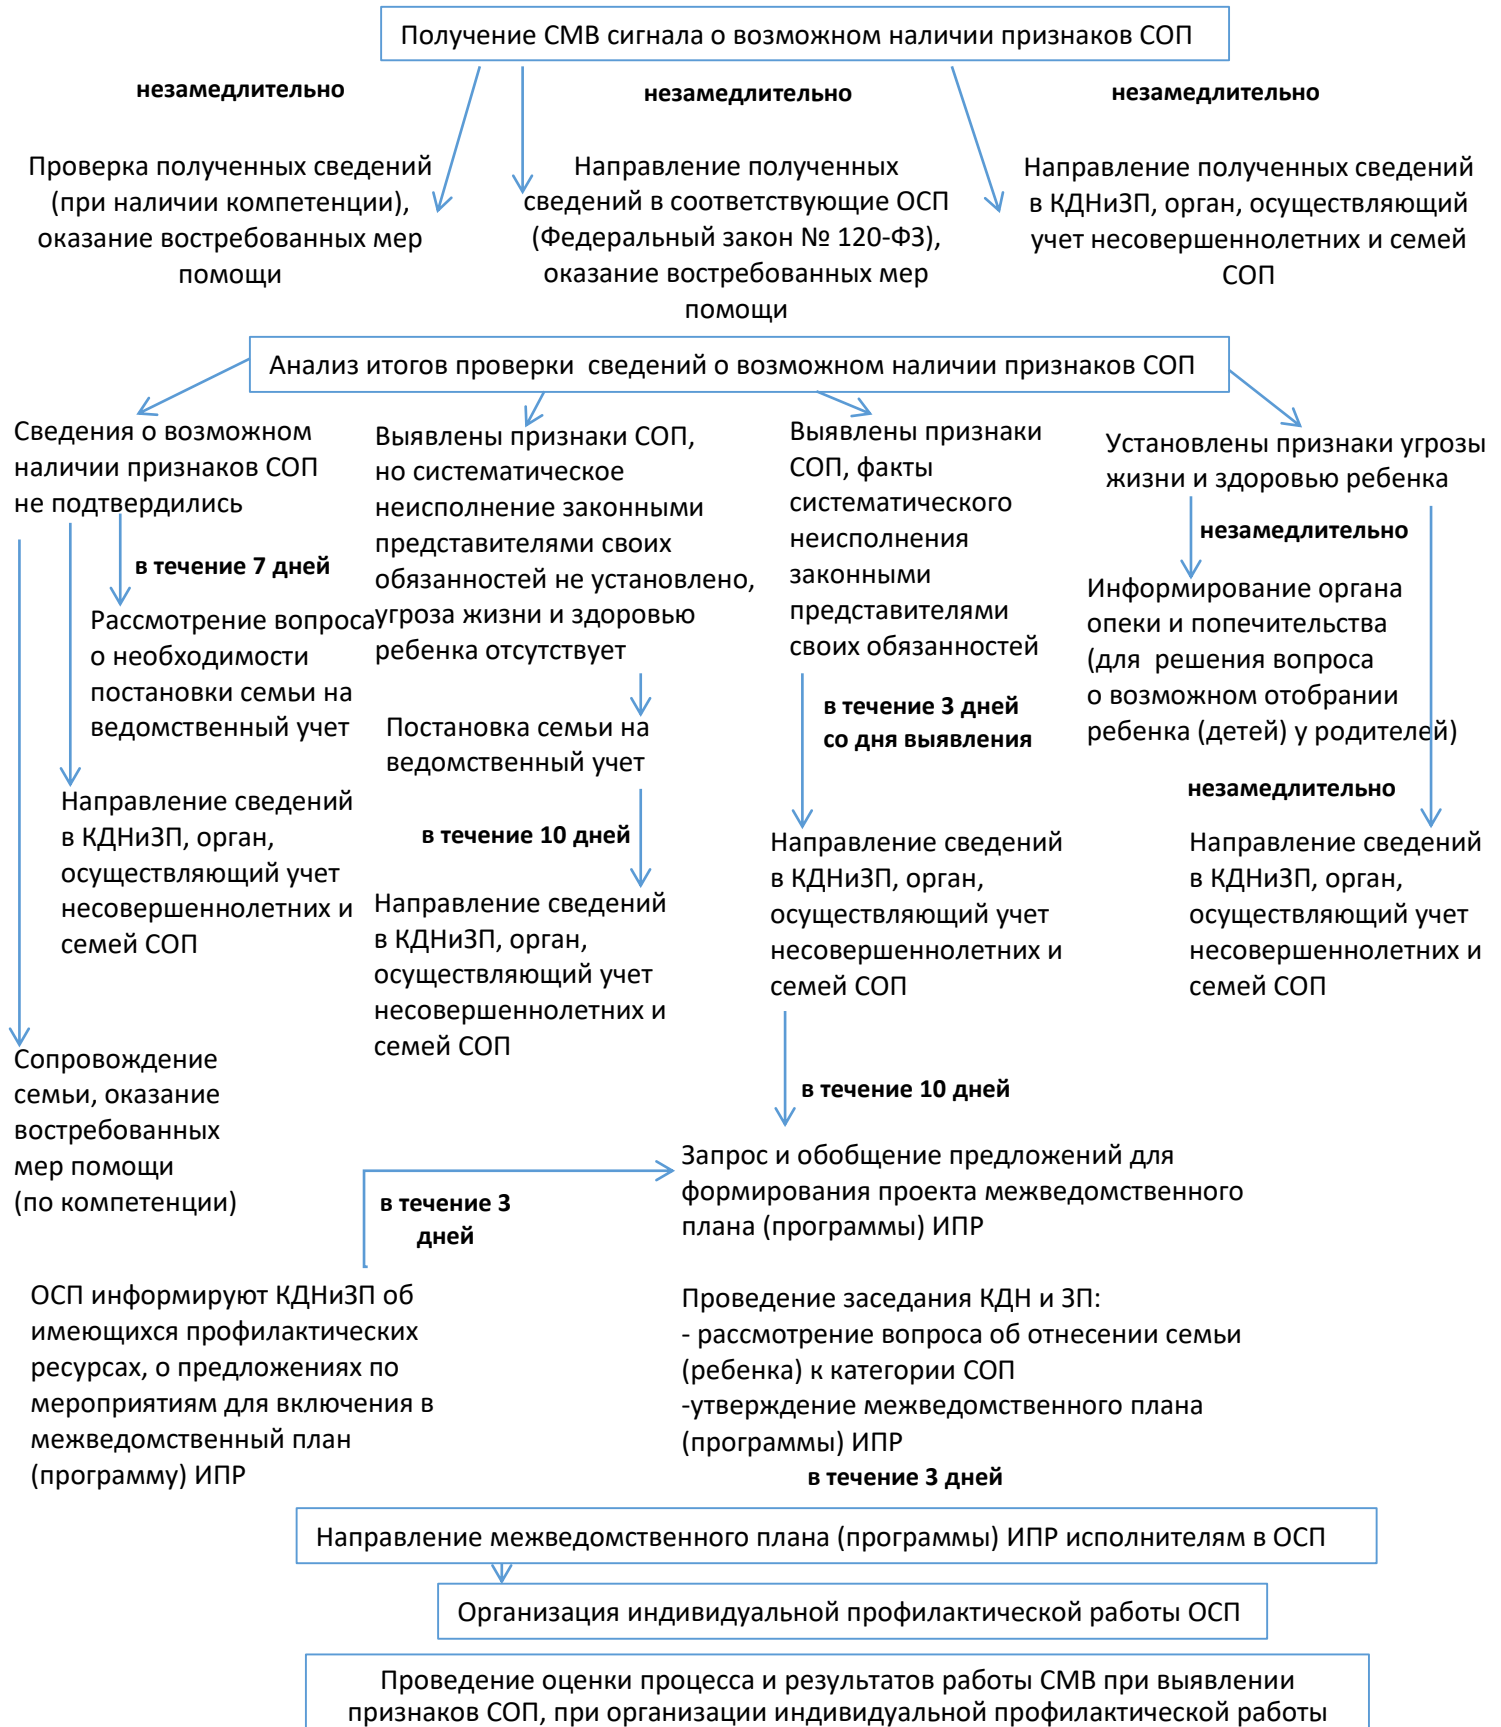 Получение СМВ сигнала о возможном наличии признаков СОП
незамедлительно
незамедлительно
незамедлительно
Проверка полученных сведений
(при наличии компетенции),
оказание востребованных мер
помощи
Направление полученных
сведений в соответствующие ОСП
(Федеральный закон № 120-ФЗ),
оказание востребованных мер
помощи
Направление полученных сведений
в КДНиЗП, орган, осуществляющий
учет несовершеннолетних и семей
СОП
Анализ итогов проверки сведений о возможном наличии признаков СОП
Сведения о возможном
наличии признаков СОП
не подтвердились
в течение 7 дней
Рассмотрение вопроса
о необходимости
постановки семьи на
ведомственный учет
Направление сведений
в КДНиЗП, орган,
осуществляющий учет
несовершеннолетних и
семей СОП
Сопровождение
семьи, оказание
востребованных
мер помощи
(по компетенции)
Выявлены признаки СОП,
но систематическое
неисполнение законными
представителями своих
обязанностей не установлено,
угроза жизни и здоровью
ребенка отсутствует
Постановка семьи на
ведомственный учет
в течение 10 дней
Направление сведений
в КДНиЗП, орган,
осуществляющий учет
несовершеннолетних и
семей СОП
Выявлены признаки
СОП, факты
систематического
неисполнения
законными
представителями
своих обязанностей
в течение 3 дней
со дня выявления
Направление сведений
в КДНиЗП, орган,
осуществляющий учет
несовершеннолетних и
семей СОП
Установлены признаки угрозы
жизни и здоровью ребенка
незамедлительно
Информирование органа
опеки и попечительства
(для решения вопроса
о возможном отобрании
ребенка (детей) у родителей)
незамедлительно
Направление сведений
в КДНиЗП, орган,
осуществляющий учет
несовершеннолетних и
семей СОП
в течение 10 дней
Запрос и обобщение предложений для
формирования проекта межведомственного
плана (программы) ИПР
в течение 3
дней
ОСП информируют КДНиЗП об
имеющихся профилактических
ресурсах, о предложениях по
мероприятиям для включения в
межведомственный план
(программу) ИПР
Проведение заседания КДН и ЗП:
- рассмотрение вопроса об отнесении семьи
(ребенка) к категории СОП
-утверждение межведомственного плана
(программы) ИПР
в течение 3 дней
Направление межведомственного плана (программы) ИПР исполнителям в ОСП
Организация индивидуальной профилактической работы ОСП
Проведение оценки процесса и результатов работы СМВ при выявлении
признаков СОП, при организации индивидуальной профилактической работы